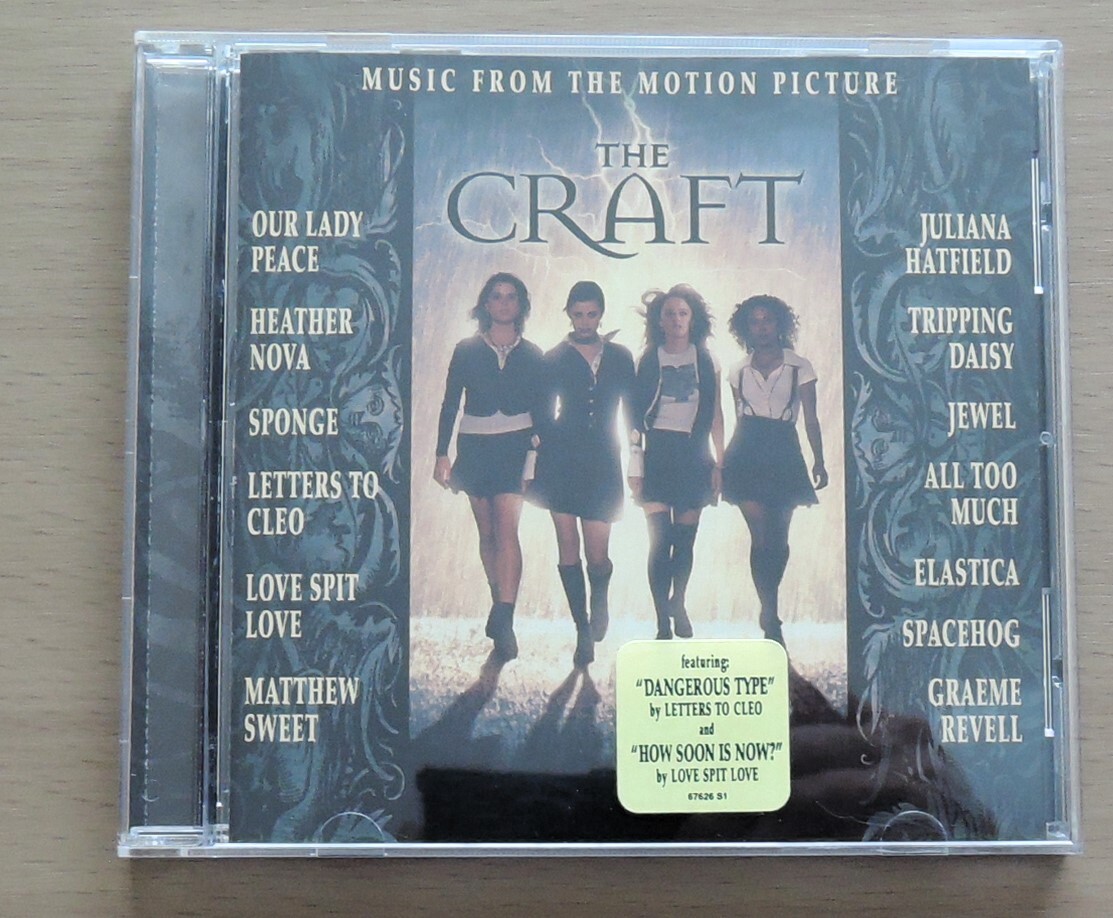 MUSIC FROM THE MOTION PICTURE
THE
CRAFT
OUR LADY
PEACE
HEATHER
NOVA
SPONGE
LETTERS TO
CLEO
LOVE SPIT
LOVE
MATTHEW
SWEET
JULIANA
HATFIELD
TRIPPING
DAISY
JEWEL
ALL TOO
MUCH
ELASTICA
SPACEHOG
GRAEME
REVELL
featuring:
"DANGEROUS TYPE"
by LETTERS TO CLEO
and
"HOW SOON IS NOW?"
by LOVE SPIT LOVE
67626 S1